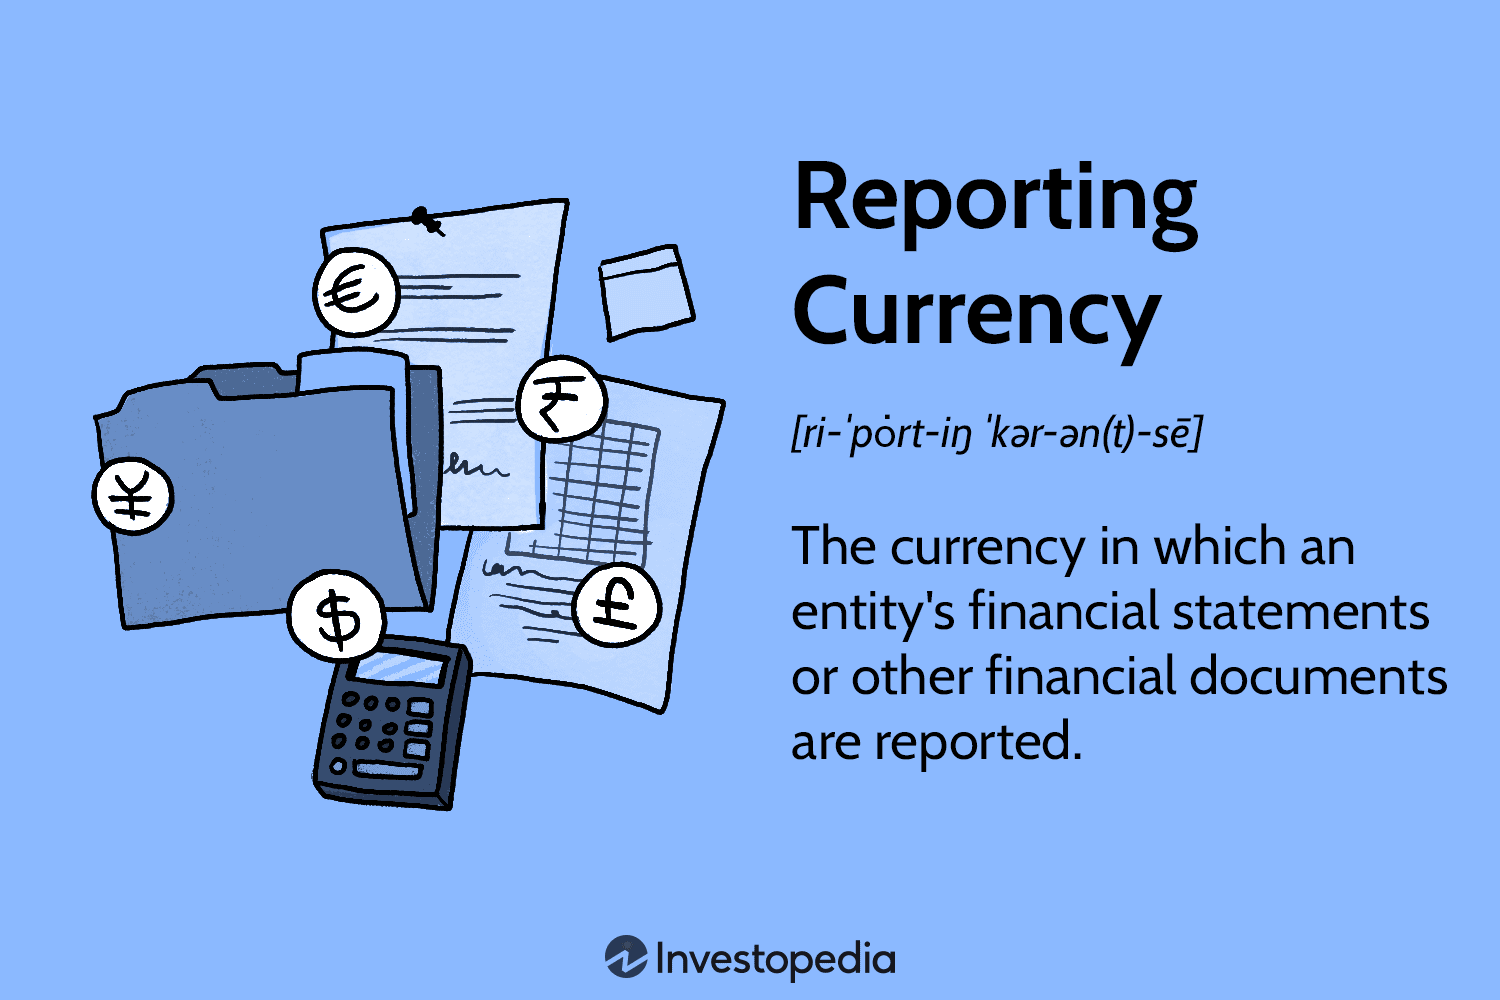 Reporting
Currency
[ri-ˈpȯrt-iŋ ˈkər-ən(t)-sē]
The currency in which an
entity's financial statements
or other financial documents
are reported.
€
₹
¥
$
£
Investopedia